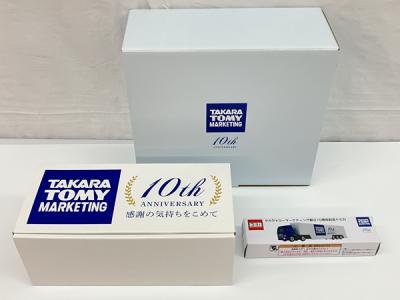 TAKARA
TOMY
MARKETING
10th
ANNIVERSARY
TAKARA
TOMY
MARKETING
10th
ANNIVERSARY
感謝の気持ちをこめて
トミカ